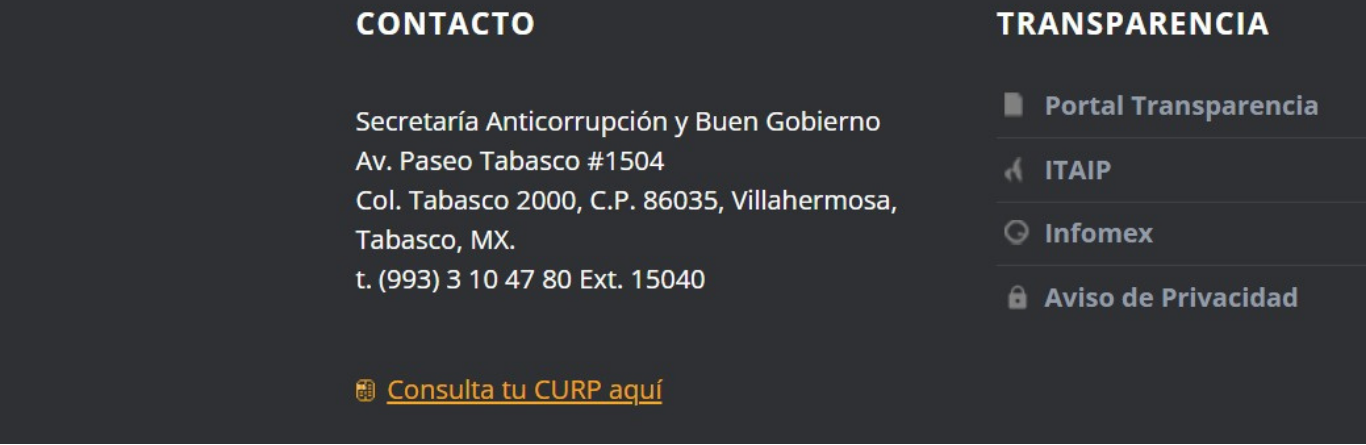 CONTACTO
Secretaría Anticorrupción y Buen Gobierno
Av. Paseo Tabasco #1504
Col. Tabasco 2000, C.P. 86035, Villahermosa,
Tabasco, MX.
t. (993) 3 10 47 80 Ext. 15040
Consulta tu CURP aquí
TRANSPARENCIA
Portal Transparencia
ITAIP
Infomex
Aviso de Privacidad